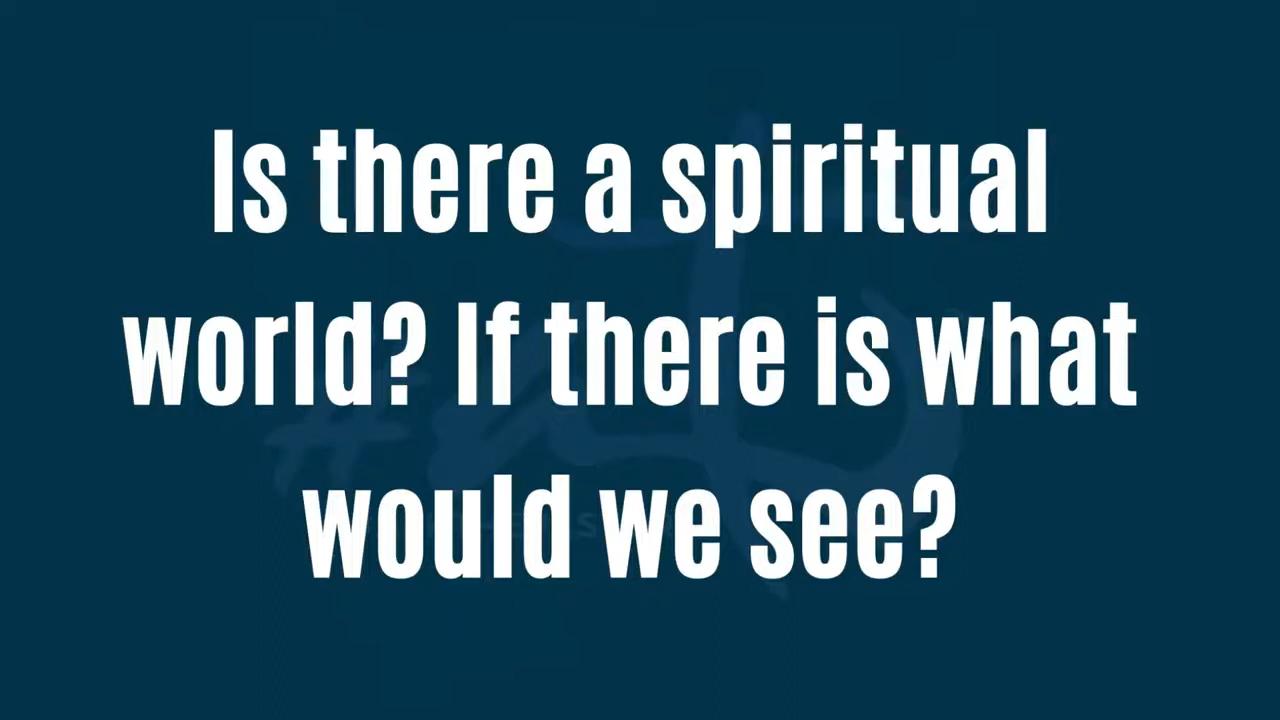 Is there a spiritual
world? If there is what
would we see?